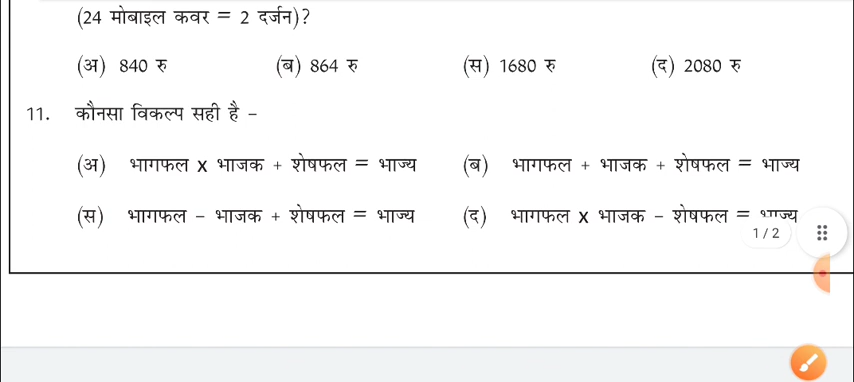 (24 मोबाइल कवर = 2 दर्जन)?
(अ) 840 रु (ब) 864 रु (स) 1680 रु (द) 2080 रु
11. कौनसा विकल्प सही है –
(अ) भागफल x भाजक + शेषफल = भाज्य (ब) भागफल + भाजक + शेषफल = भाज्य
(स) भागफल – भाजक + शेषफल = भाज्य (द) भागफल x भाजक – शेषफल = भाज्य
1 / 2